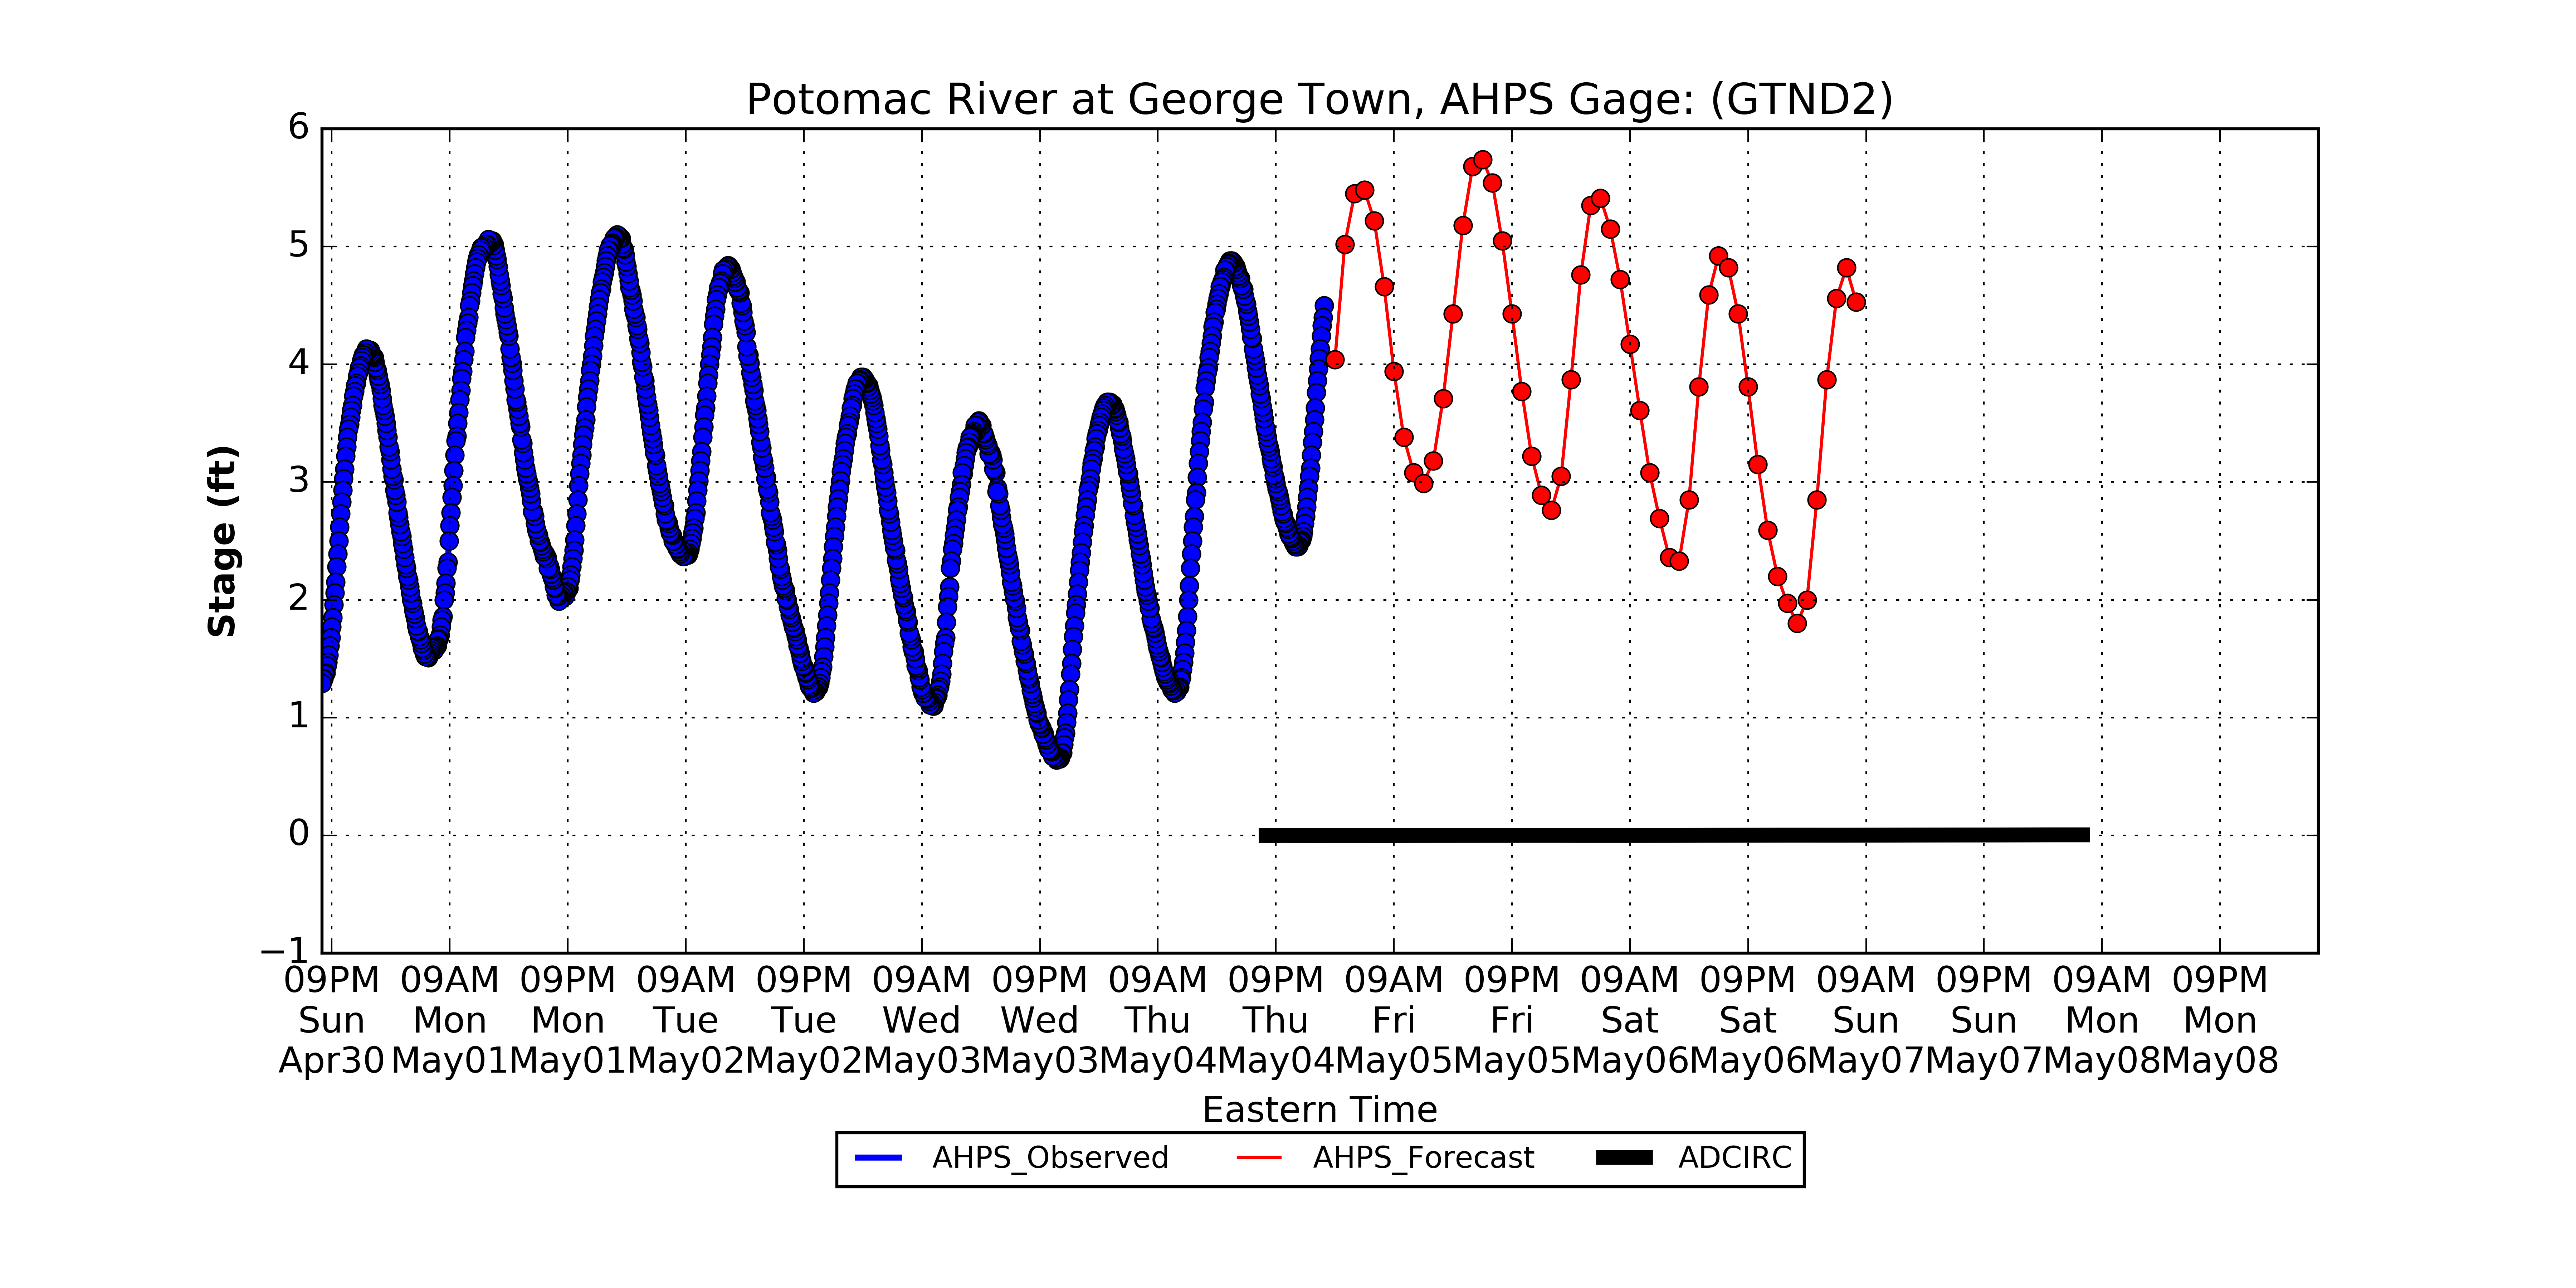 Potomac River at George Town, AHPS Gage: (GTND2)
6
5
4
3
2
1
0
−1
Stage (ft)
09PM 09AM 09PM 09AM 09PM 09AM 09PM 09AM 09PM 09AM 09PM 09AM 09PM 09AM 09PM 09AM 09PM
Sun Mon Mon Tue Tue Wed Wed Thu Thu Fri Fri Sat Sat Sun Sun Mon Mon
Apr30 May01 May01 May02 May02 May03 May03 May04 May04 May05 May05 May06 May06 May07 May07 May08 May08
Eastern Time
AHPS_Observed AHPS_Forecast ADCIRC